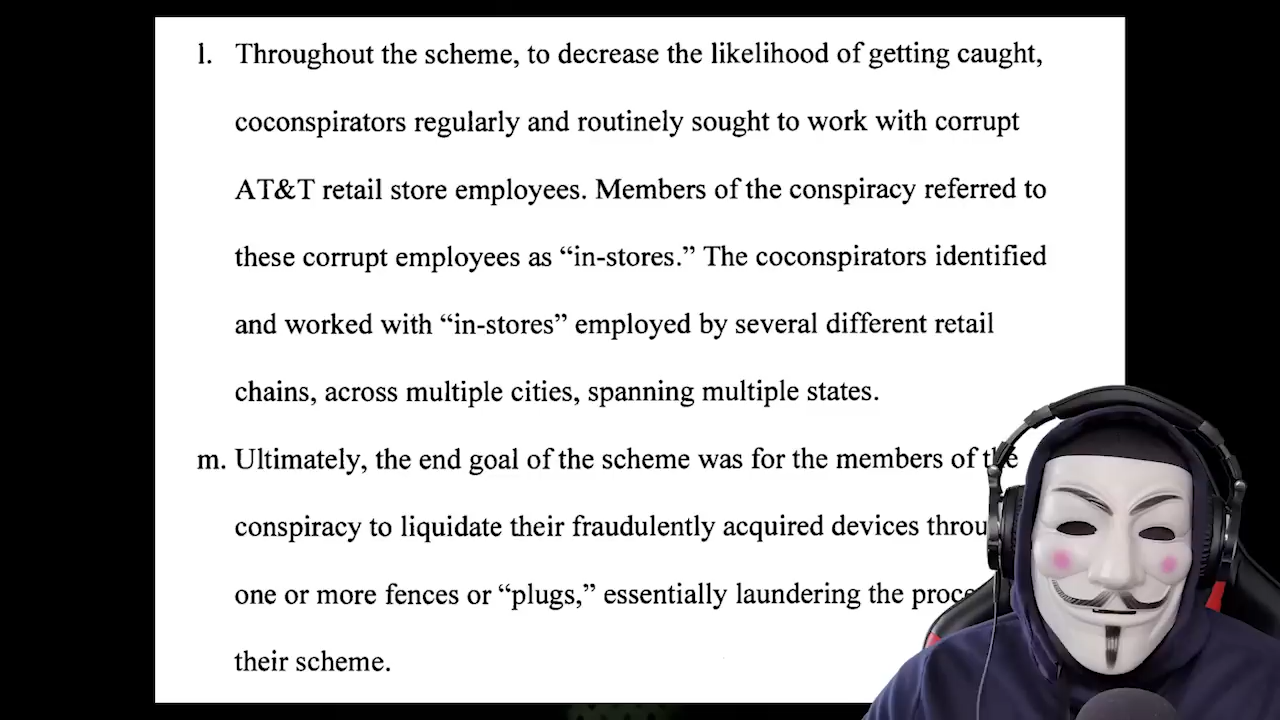 l. Throughout the scheme, to decrease the likelihood of getting caught,
coconspirators regularly and routinely sought to work with corrupt
AT&T retail store employees. Members of the conspiracy referred to
these corrupt employees as “in-stores.” The coconspirators identified
and worked with “in-stores” employed by several different retail
chains, across multiple cities, spanning multiple states.
m. Ultimately, the end goal of the scheme was for the members of the
conspiracy to liquidate their fraudulently acquired devices
one or more fences or “plugs,” essentially laundering the
their scheme.